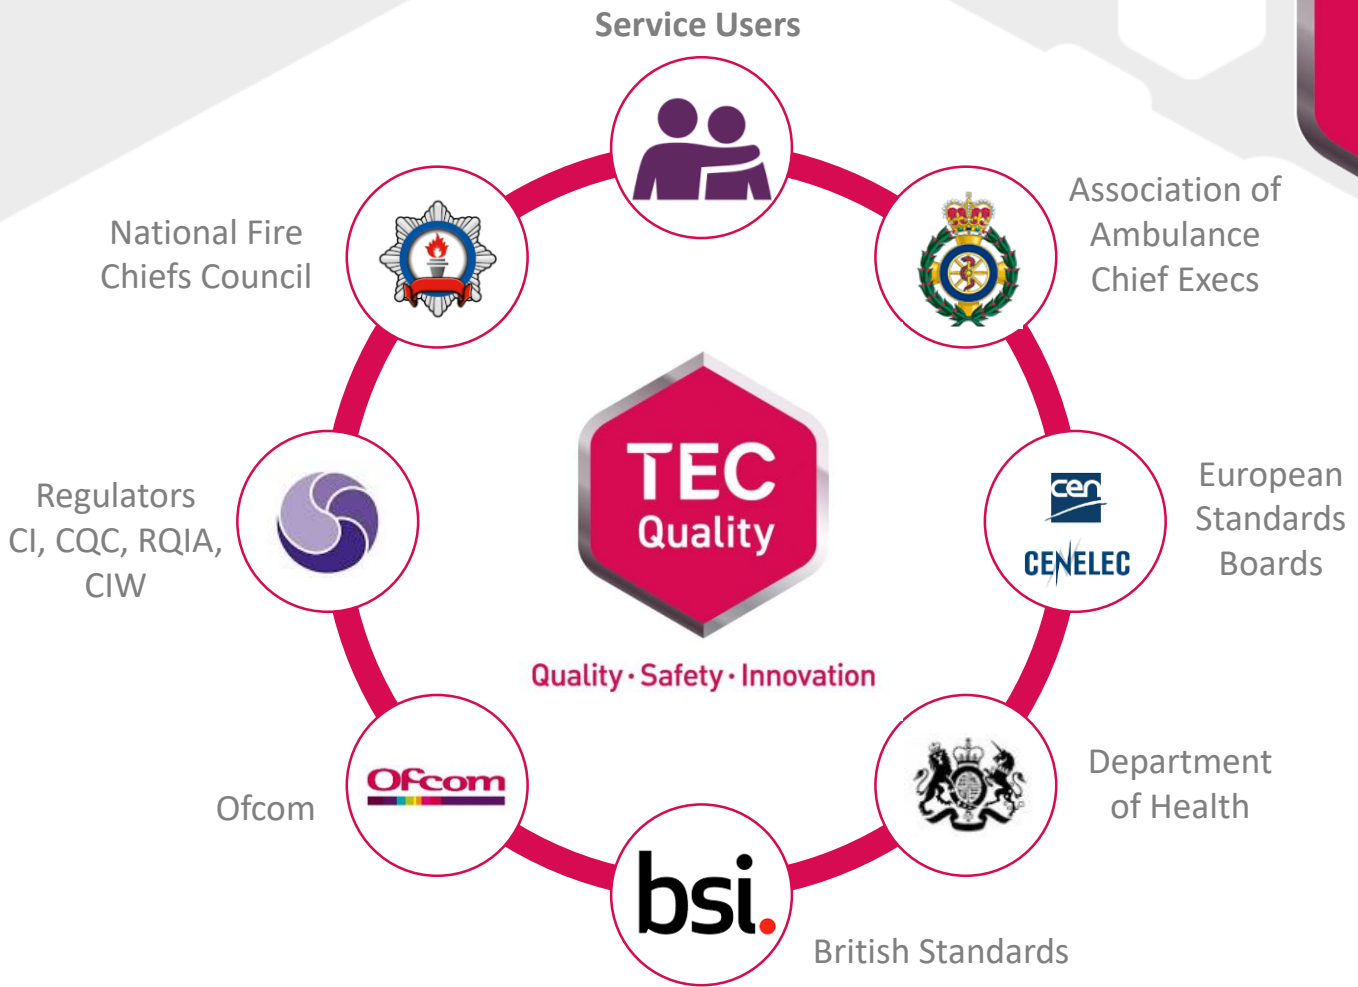 Service Users
Association of
Ambulance
Chief Execs
National Fire
Chiefs Council
TEC
Quality
Regulators
CI, CQC, RQIA,
CIW
cen
CENELEC
European
Standards
Boards
Quality · Safety · Innovation
Department
of Health
Ofcom
Ofcom
bsi.
British Standards